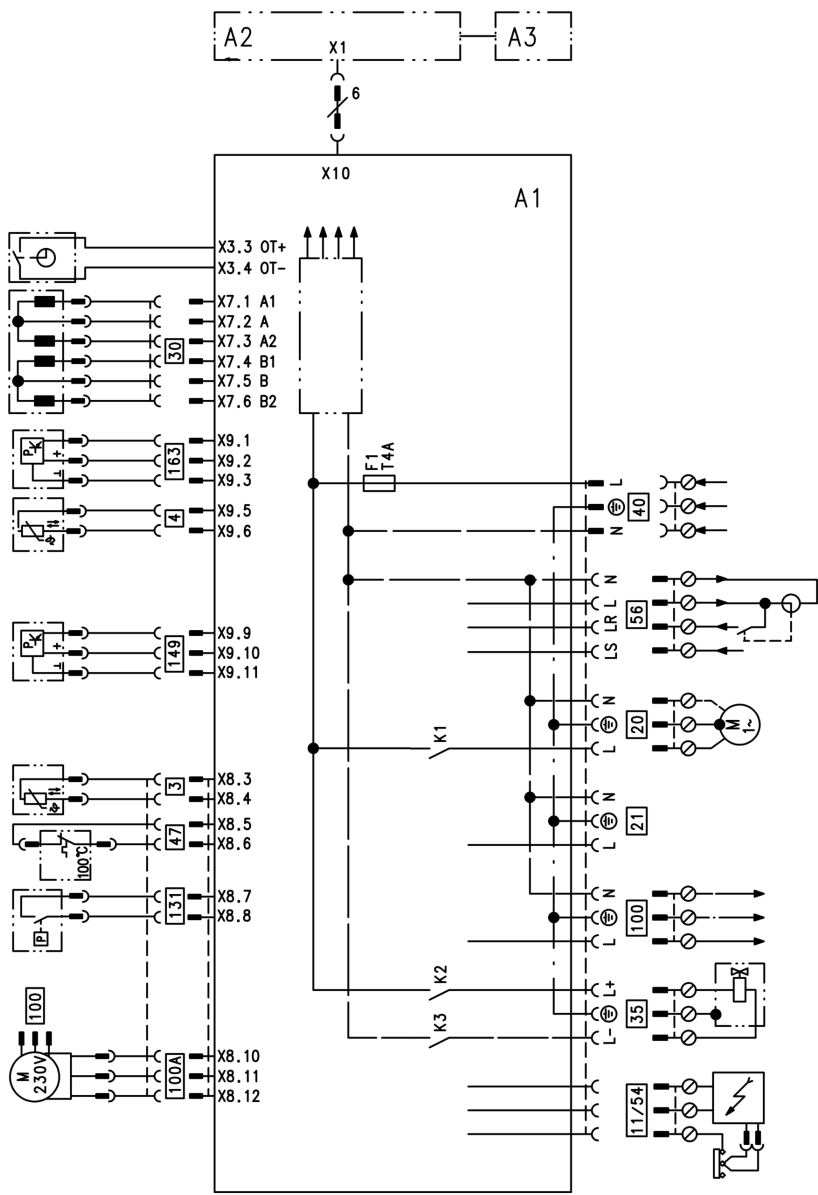 A2
A3
X1
6
X10
A1
X3.3 OT+
X3.4 OT-
X7.1 A1
X7.2 A
X7.3 A2
X7.4 B1
X7.5 B
X7.6 B2
30
X9.1
X9.2
X9.3
163
P
+
⊥
X9.5
X9.6
4
ϑ
F1
T4A
L
N
40
N
L
LR
LS
56
X9.9
X9.10
X9.11
149
P
+
⊥
N
L
20
M
1~
K1
X8.3
X8.4
3
ϑ
X8.5
X8.6
47
100°C
N
L
21
X8.7
X8.8
131
P
N
L
100
K2
L+
L-
35
K3
100
M
230V
X8.10
X8.11
X8.12
100A
11/54